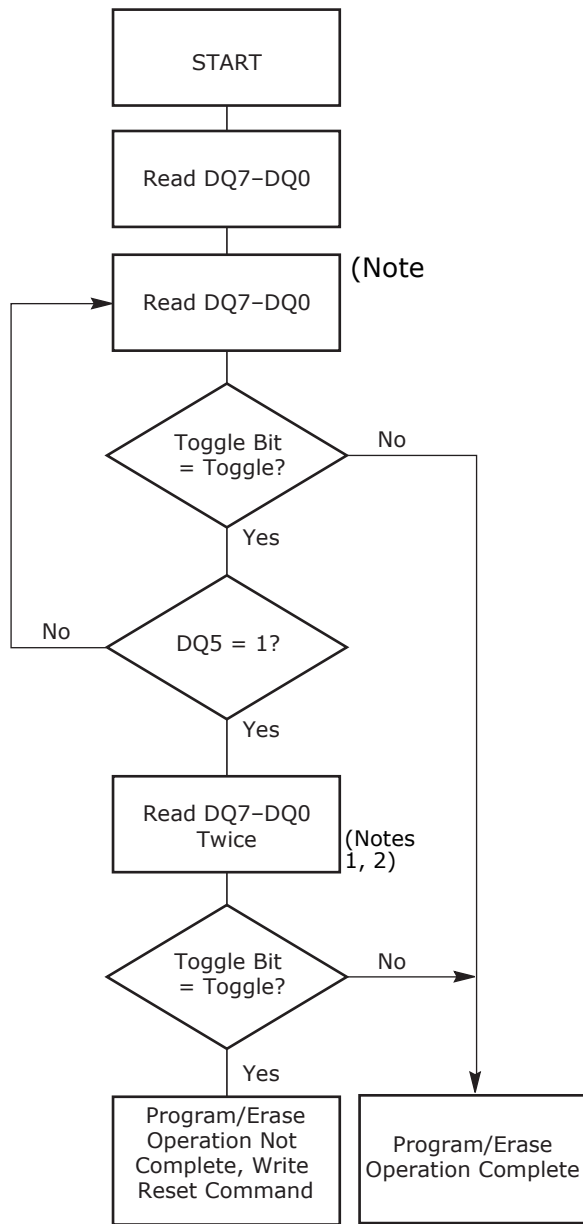 START
Read DQ7–DQ0
Read DQ7–DQ0
(Note
Toggle Bit
= Toggle?
No
Yes
No
DQ5 = 1?
Yes
Read DQ7–DQ0
Twice
(Notes
1, 2)
Toggle Bit
= Toggle?
No
Yes
Program/Erase
Operation Not
Complete, Write
Reset Command
Program/Erase
Operation Complete